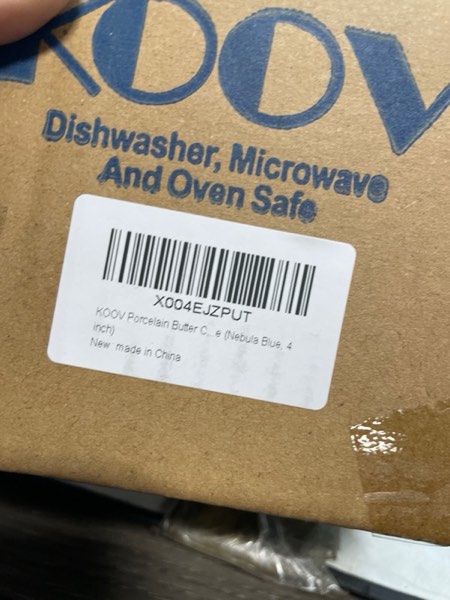 KOOV
Dishwasher, Microwave
And Oven Safe
X004EJZPUT
KOOV Porcelain Butter C...e (Nebula Blue, 4
inch)
New made in China